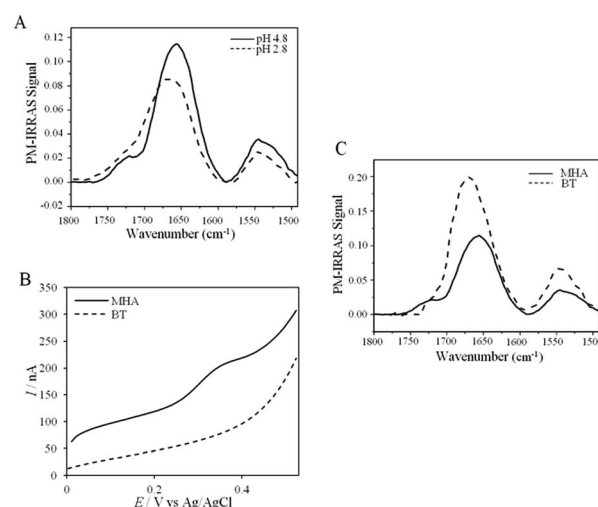 A
pH 4.8
pH 2.8
PM-IRRAS Signal
0.12
0.10
0.08
0.06
0.04
0.02
0.00
-0.02
1800 1750 1700 1650 1600 1550 1500
Wavenumber (cm-1)
B
MHA
BT
I / nA
350
300
250
200
150
100
50
0
0 0.2 0.4
E / V vs Ag/AgCl
C
MHA
BT
PM-IRRAS Signal
0.20
0.15
0.10
0.05
0.00
1800 1750 1700 1650 1600 1550 1500
Wavenumber (cm-1)